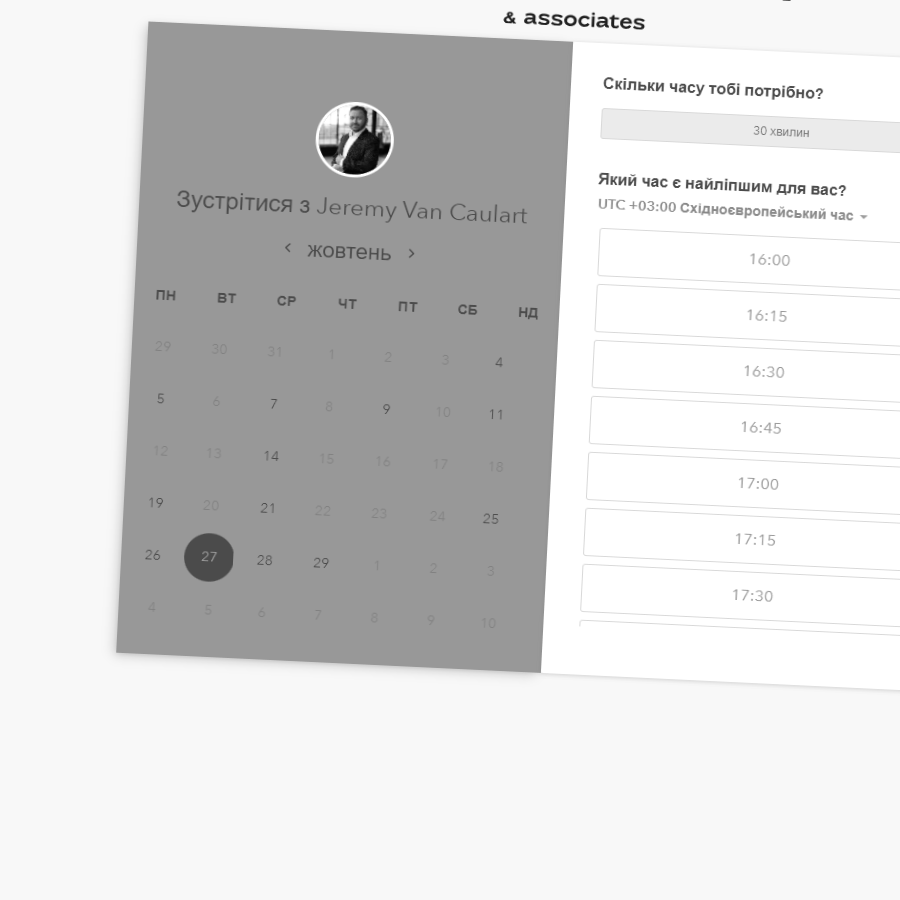 & associates
Зустрітися з Jeremy Van Caulart
жовтень
ПН ВТ СР ЧТ ПТ СБ НД
29 30 31 1 2 3 4
5 6 7 8 9 10 11
12 13 14 15 16 17 18
19 20 21 22 23 24 25
26 27 28 29 1 2 3
4 5 6 7 8 9 10
Скільки часу тобі потрібно?
30 хвилин
Який час є найліпшим для вас?
UTC +03:00 Східноєвропейський час
16:00
16:15
16:30
16:45
17:00
17:15
17:30